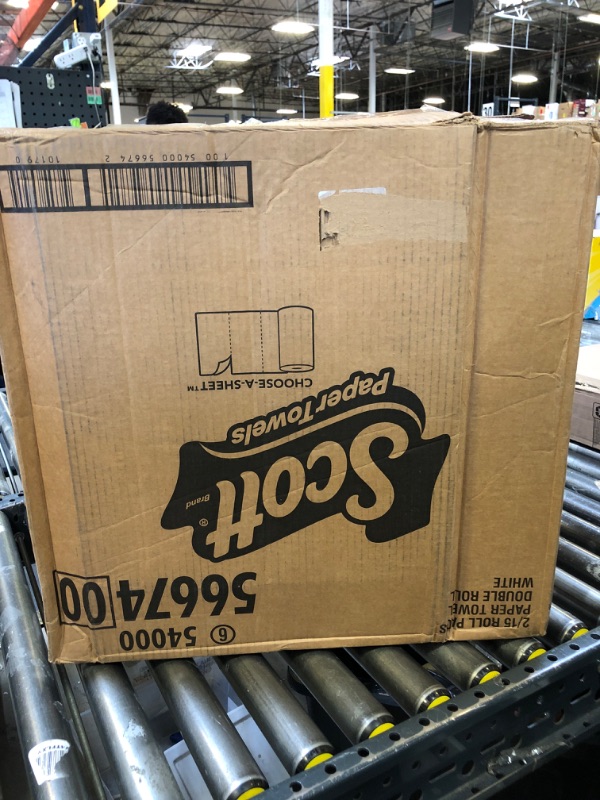 ⑥ 54000
56674 00
Scott®
Brand
Paper Towels
CHOOSE-A-SHEET™
2/15 ROLL PKS
PAPER TOWEL
DOUBLE ROLL
WHITE
1 00 54000 56674 2
10179 0